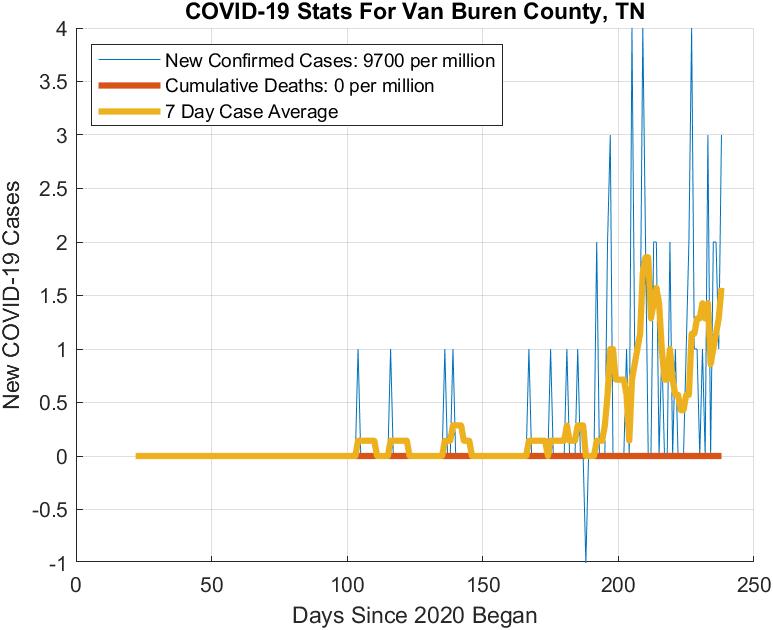 COVID-19 Stats For Van Buren County, TN
New Confirmed Cases: 9700 per million
Cumulative Deaths: 0 per million
7 Day Case Average
New COVID-19 Cases
4
3.5
3
2.5
2
1.5
1
0.5
0
-0.5
-1
0 50 100 150 200 250
Days Since 2020 Began